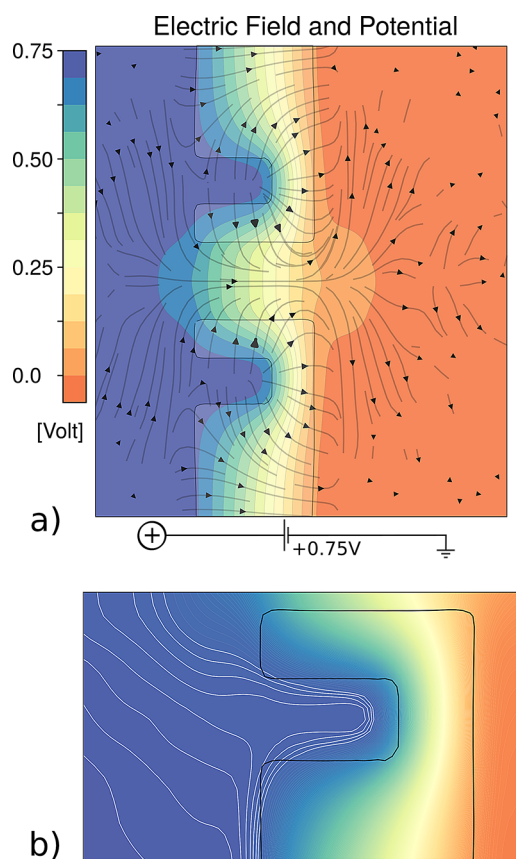 Electric Field and Potential
0.75
0.50
0.25
0.0
[Volt]
a)
+0.75V
b)